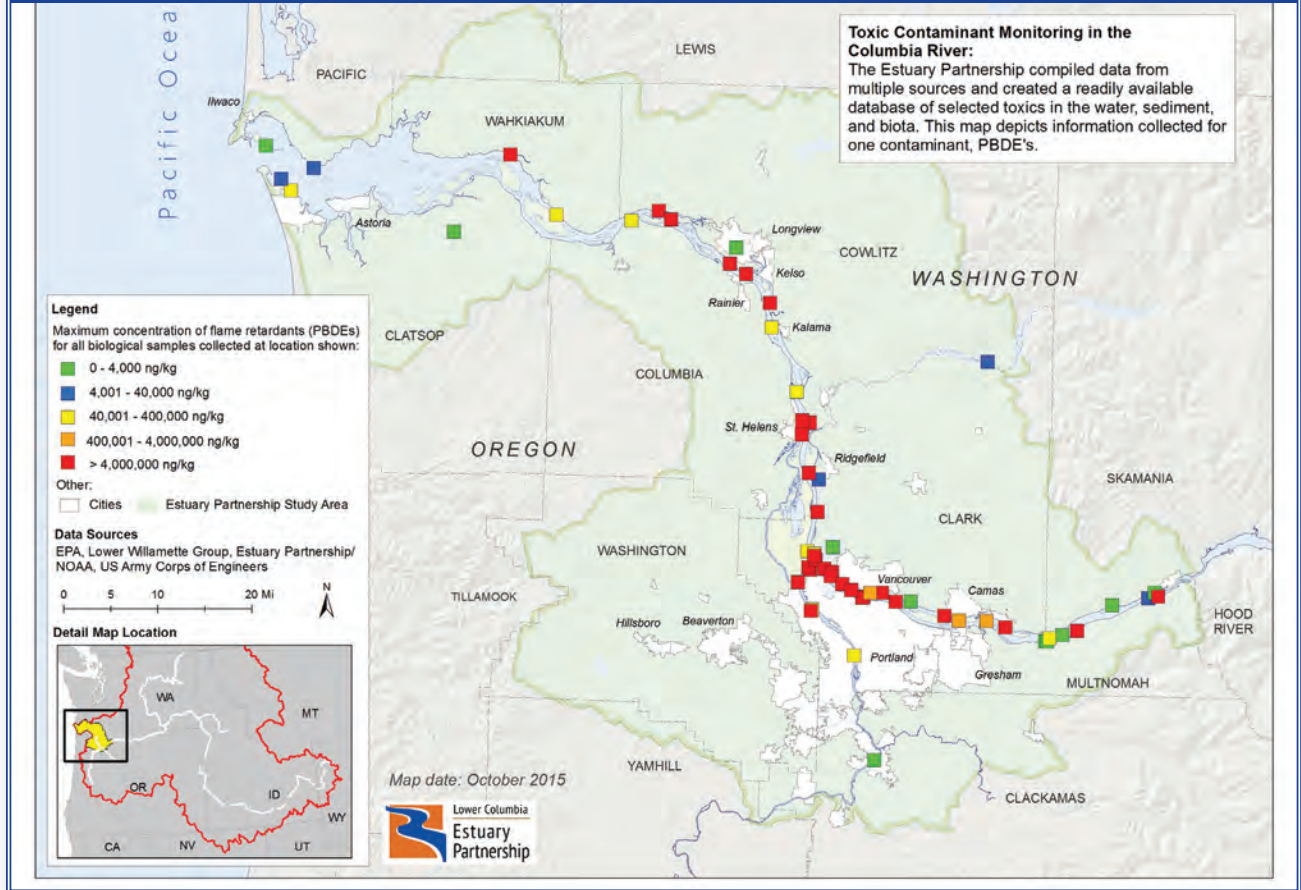 Pacific Ocea
Toxic Contaminant Monitoring in the
Columbia River:
The Estuary Partnership compiled data from
multiple sources and created a readily available
database of selected toxics in the water, sediment,
and biota. This map depicts information collected for
one contaminant, PBDE's.
LEWIS
PACIFIC
Ilwaco
WAHKIAKUM
Astoria
Longview
COWLITZ
Kelso
WASHINGTON
Rainier
Kalama
CLATSOP
COLUMBIA
St. Helens
OREGON
Ridgefield
SKAMANIA
CLARK
WASHINGTON
Vancouver
Camas
TILLAMOOK
HOOD
RIVER
Hillsboro
Beaverton
Portland
Gresham
MULTNOMAH
YAMHILL
CLACKAMAS
Legend
Maximum concentration of flame retardants (PBDEs)
for all biological samples collected at location shown:
0 - 4,000 ng/kg
4,001 - 40,000 ng/kg
40,001 - 400,000 ng/kg
400,001 - 4,000,000 ng/kg
> 4,000,000 ng/kg
Other:
Cities
Estuary Partnership Study Area
Data Sources
EPA, Lower Willamette Group, Estuary Partnership/
NOAA, US Army Corps of Engineers
N
0 5 10 20 Mi
Detail Map Location
WA
MT
OR
ID
WY
CA
NV
UT
Map date: October 2015
Lower Columbia
Estuary
Partnership